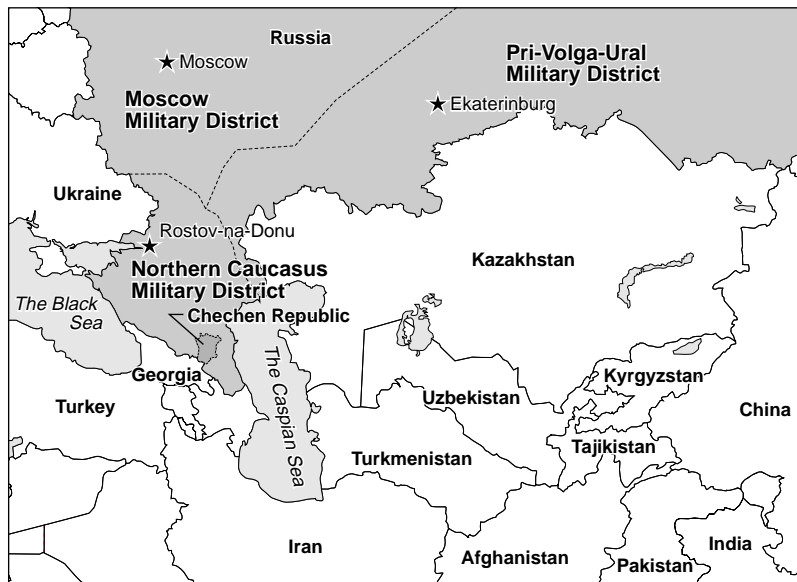 Russia
Moscow
Pri-Volga-Ural
Military District
Moscow
Military District
Ekaterinburg
Ukraine
Rostov-na-Donu
Northern Caucasus
Military District
Kazakhstan
The Black
Sea
Chechen Republic
Georgia
The Caspian Sea
Turkey
Uzbekistan
Kyrgyzstan
China
Tajikistan
Turkmenistan
Iran
Afghanistan
Pakistan
India